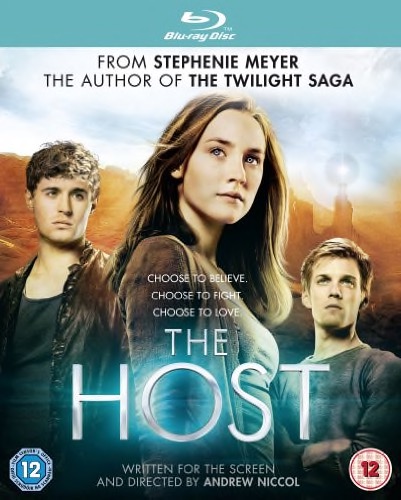 Blu-ray Disc
FROM STEPHENIE MEYER
THE AUTHOR OF THE TWILIGHT SAGA
CHOOSE TO BELIEVE.
CHOOSE TO FIGHT.
CHOOSE TO LOVE.
THE
HOST
WRITTEN FOR THE SCREEN
AND DIRECTED BY ANDREW NICCOL
12
12